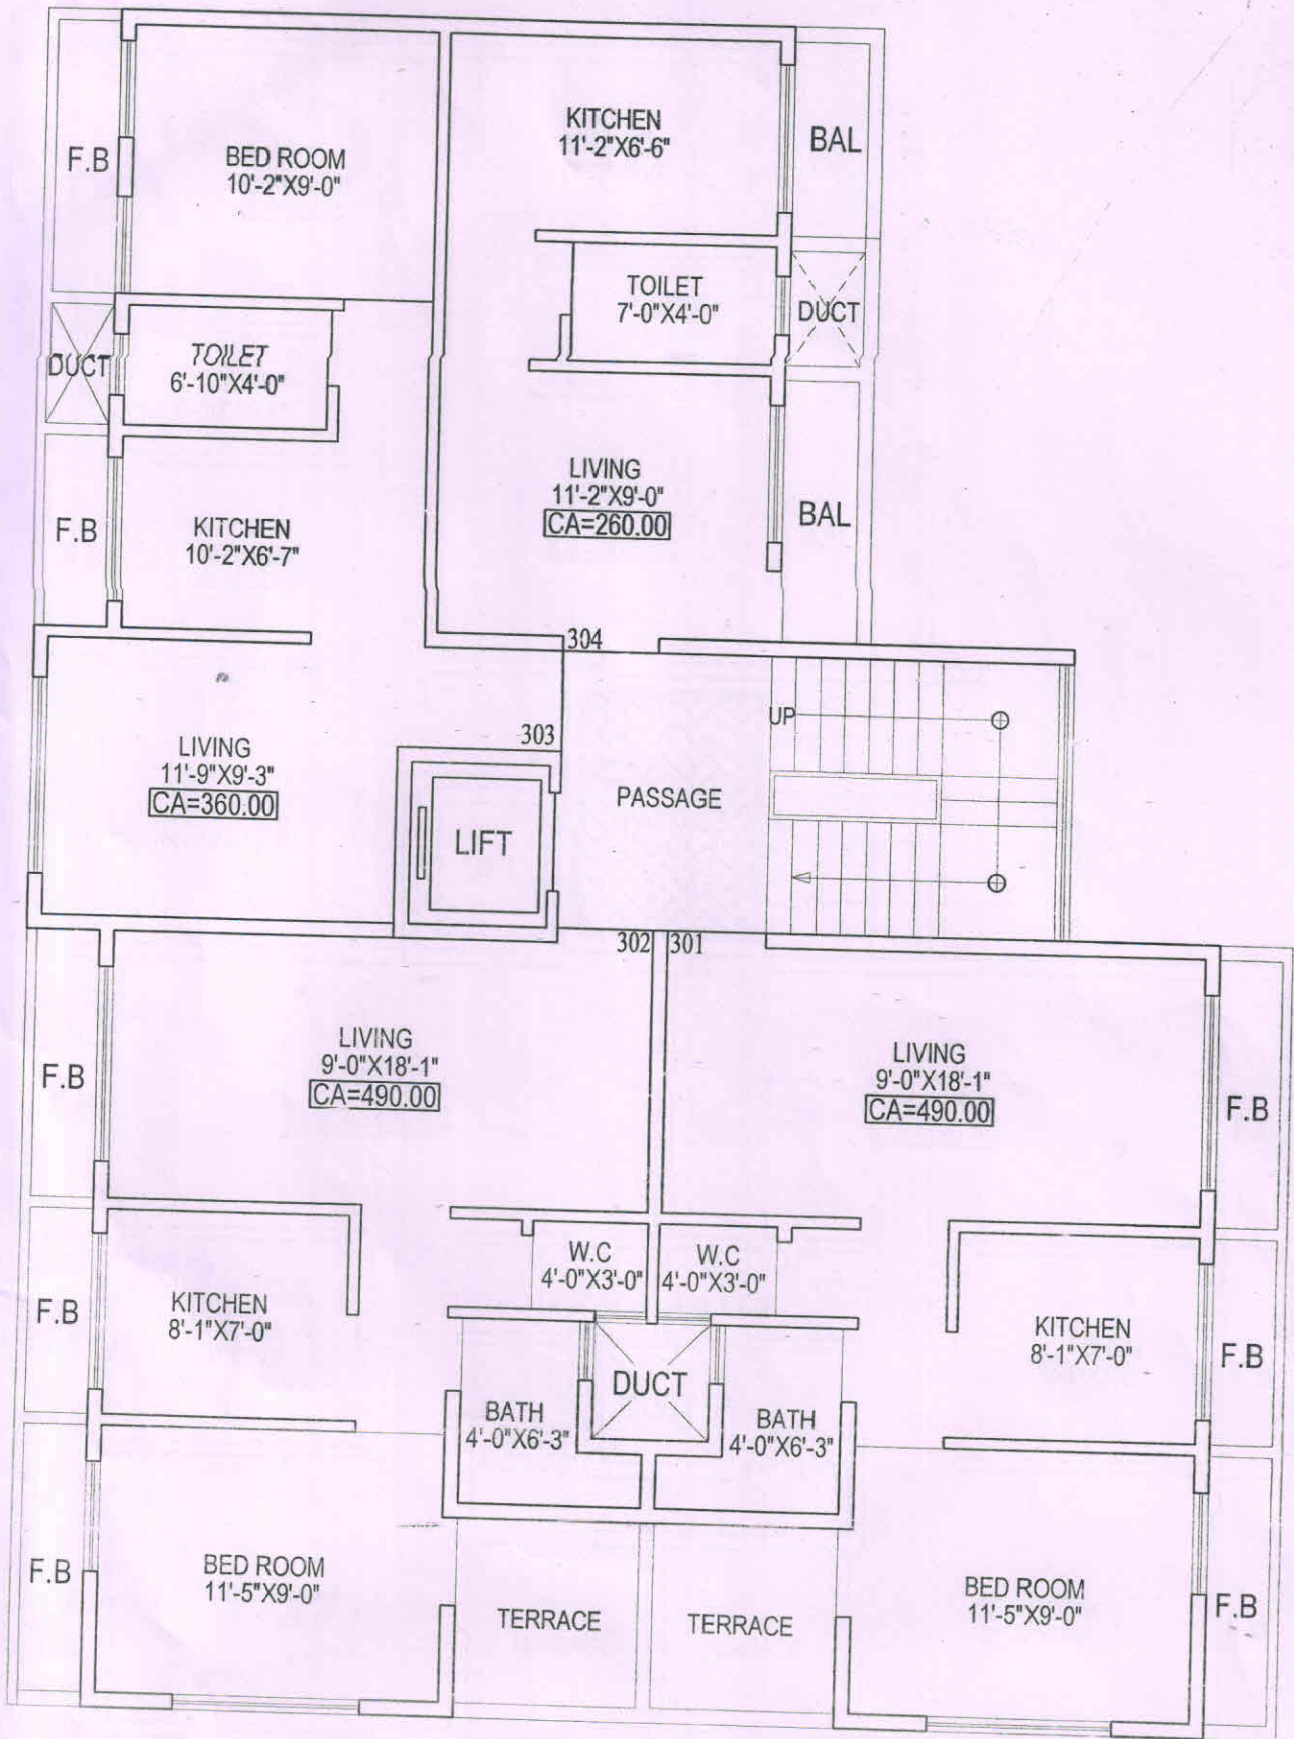 F.B
BED ROOM
10'-2"X9'-0"
KITCHEN
11'-2"X6'-6"
BAL
DUCT
TOILET
6'-10"X4'-0"
TOILET
7'-0"X4'-0"
DUCT
F.B
KITCHEN
10'-2"X6'-7"
LIVING
11'-2"X9'-0"
CA=260.00
BAL
304
303
LIVING
11'-9"X9'-3"
CA=360.00
LIFT
PASSAGE
UP
302
301
F.B
LIVING
9'-0"X18'-1"
CA=490.00
LIVING
9'-0"X18'-1"
CA=490.00
F.B
W.C
4'-0"X3'-0"
W.C
4'-0"X3'-0"
F.B
KITCHEN
8'-1"X7'-0"
KITCHEN
8'-1"X7'-0"
F.B
DUCT
BATH
4'-0"X6'-3"
BATH
4'-0"X6'-3"
F.B
BED ROOM
11'-5"X9'-0"
TERRACE
TERRACE
BED ROOM
11'-5"X9'-0"
F.B